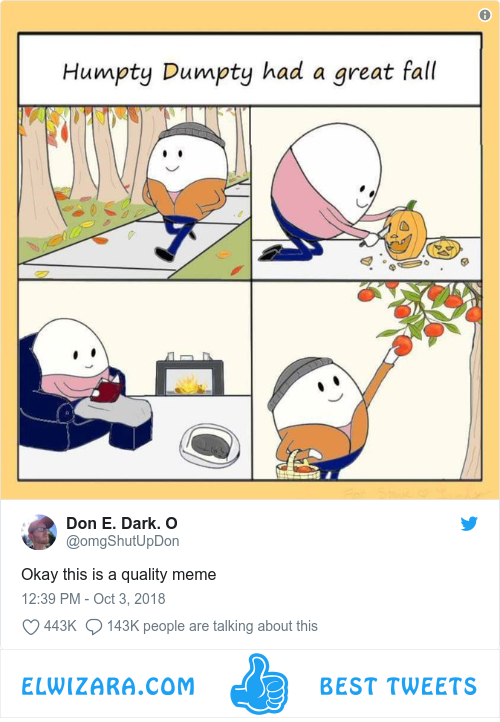 Humpty Dumpty had a great fall
Don E. Dark. O
@omgShutUpDon
Okay this is a quality meme
12:39 PM - Oct 3, 2018
443K 143K people are talking about this
ELWIZARA.COM BEST TWEETS